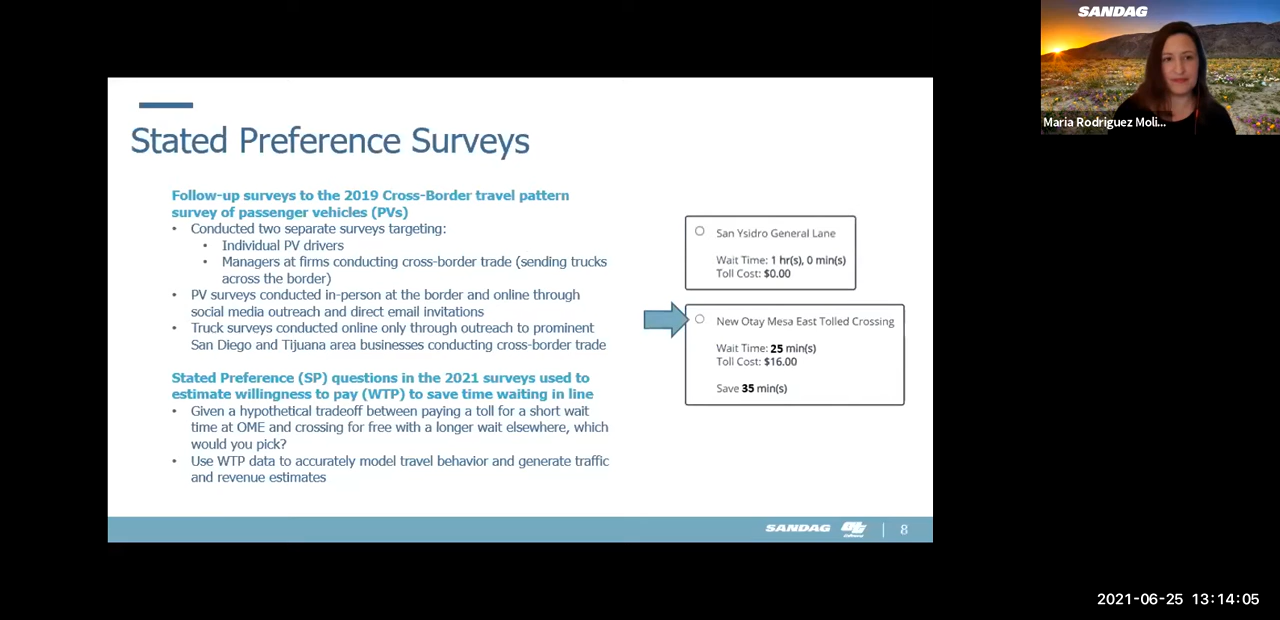 SANDAG
Maria Rodriguez Moli...
Stated Preference Surveys
Follow-up surveys to the 2019 Cross-Border travel pattern
survey of passenger vehicles (PVs)
• Conducted two separate surveys targeting:
• Individual PV drivers
• Managers at firms conducting cross-border trade (sending trucks
across the border)
• PV surveys conducted in-person at the border and online through
social media outreach and direct email invitations
• Truck surveys conducted online only through outreach to prominent
San Diego and Tijuana area businesses conducting cross-border trade
Stated Preference (SP) questions in the 2021 surveys used to
estimate willingness to pay (WTP) to save time waiting in line
• Given a hypothetical tradeoff between paying a toll for a short wait
time at OME and crossing for free with a longer wait elsewhere, which
would you pick?
• Use WTP data to accurately model travel behavior and generate traffic
and revenue estimates
San Ysidro General Lane
Wait Time: 1 hr(s), 0 min(s)
Toll Cost: $0.00
New Otay Mesa East Tolled Crossing
Wait Time: 25 min(s)
Toll Cost: $16.00
Save 35 min(s)
SANDAG
8
2021-06-25 13:14:05